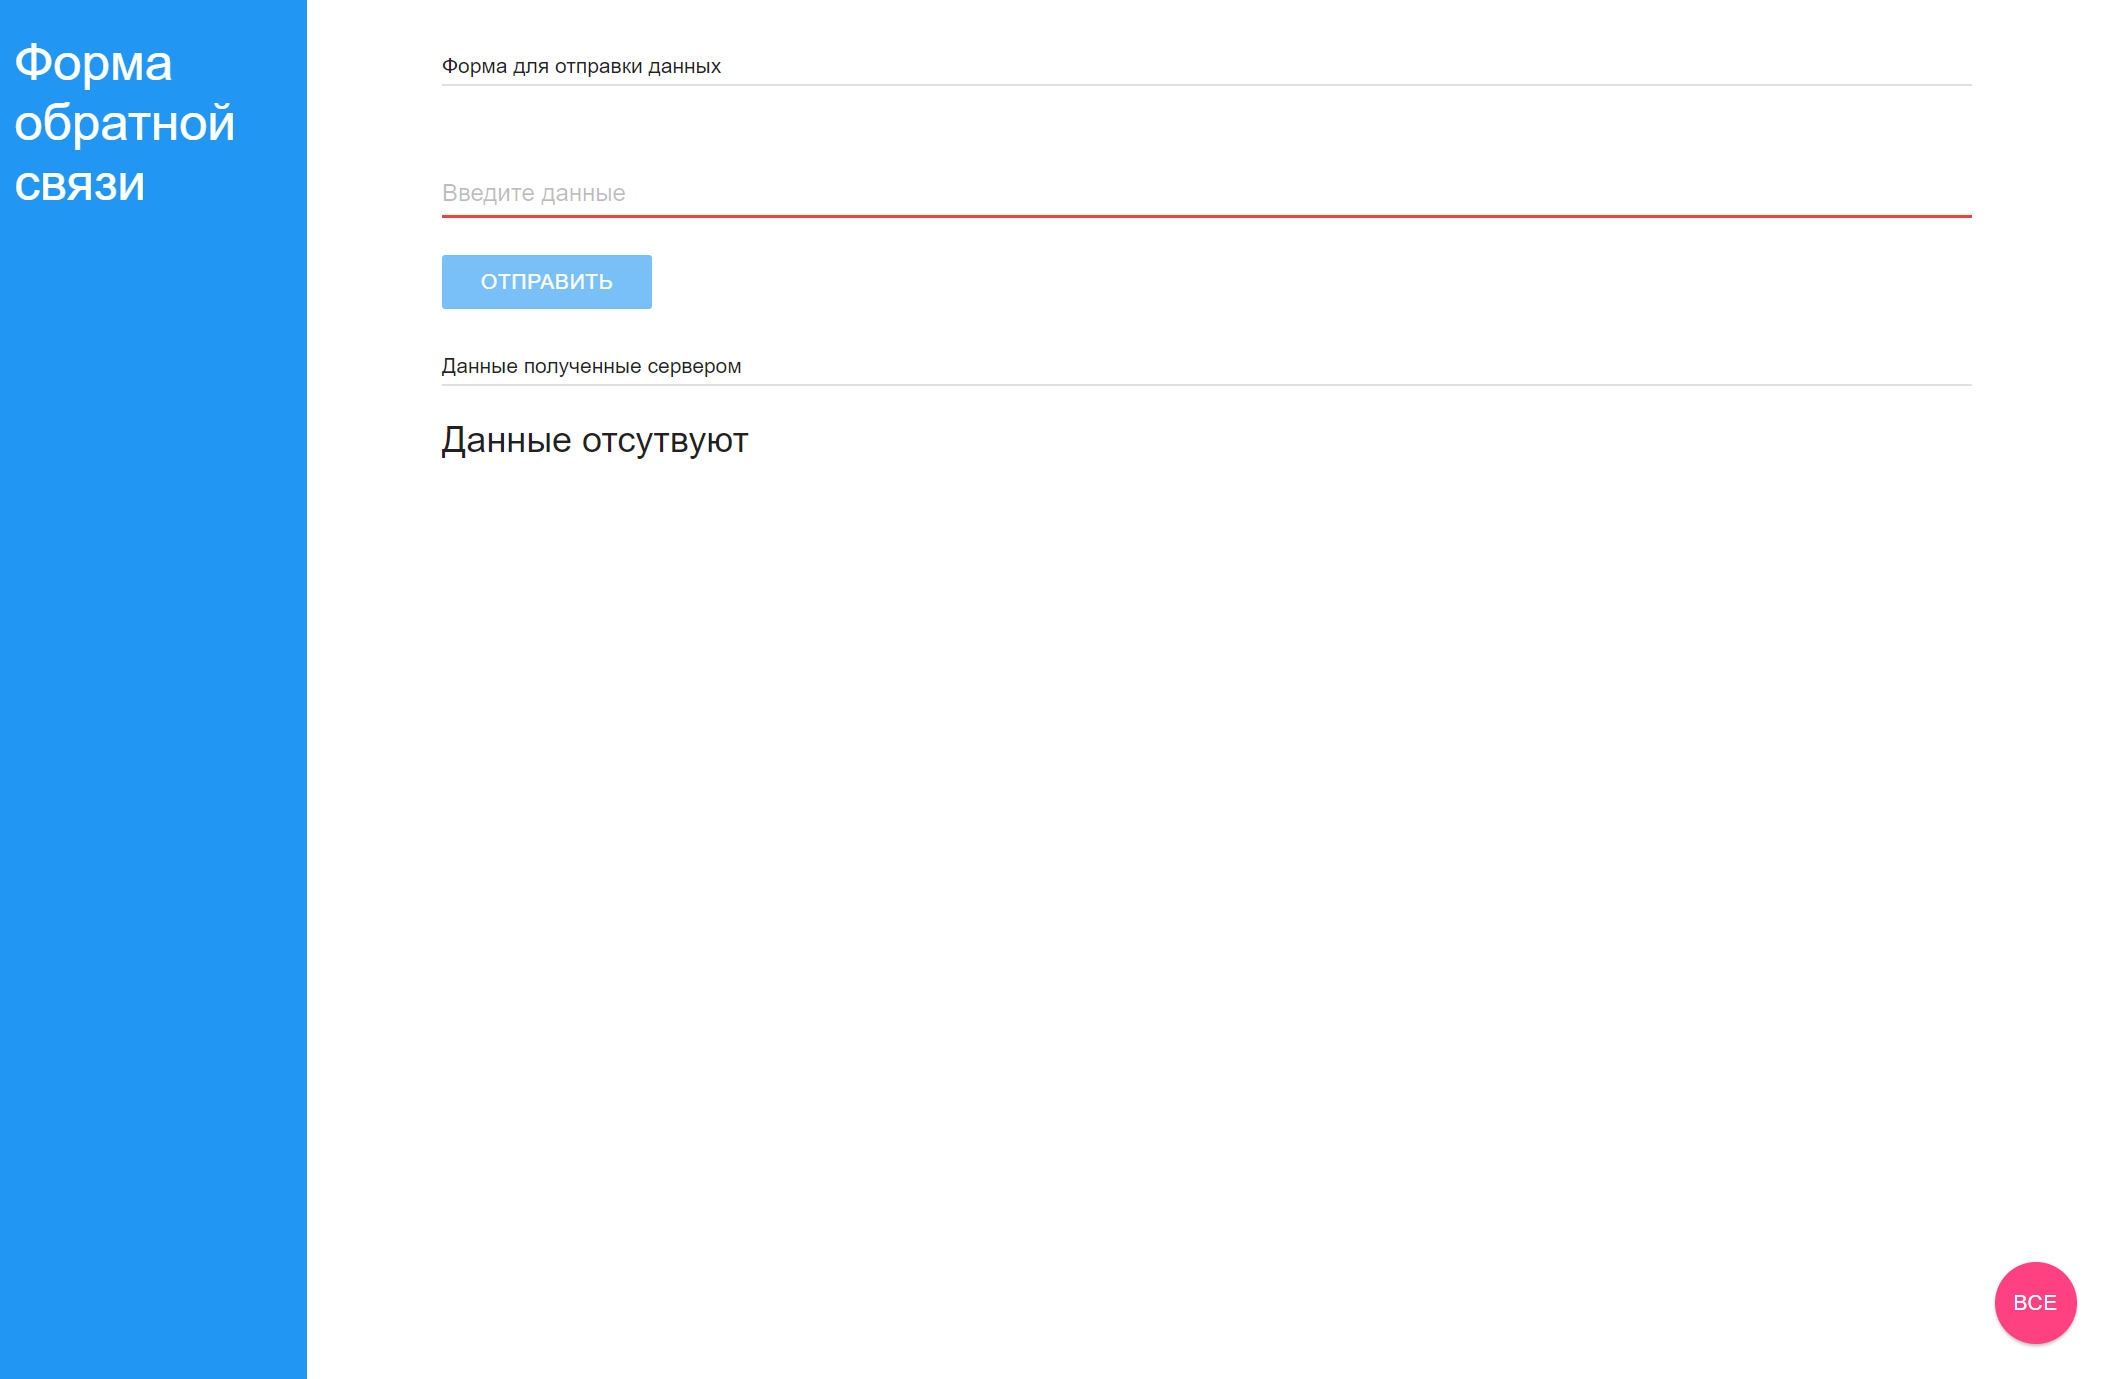 Форма
обратной
связи
Форма для отправки данных
Введите данные
ОТПРАВИТЬ
Данные полученные сервером
Данные отсутвуют
ВСЕ